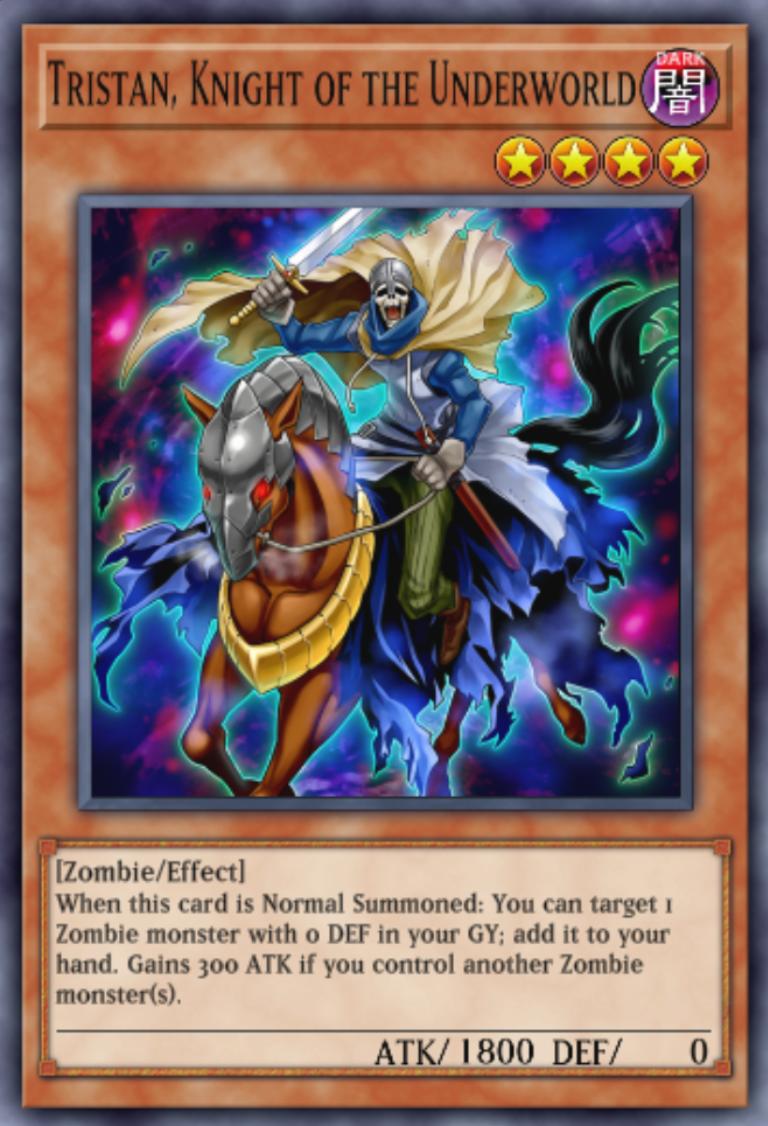 Tristan, Knight of the Underworld
DARK
闇
[Zombie/Effect]
When this card is Normal Summoned: You can target 1
Zombie monster with 0 DEF in your GY; add it to your
hand. Gains 300 ATK if you control another Zombie
monster(s).
ATK/ 1800 DEF/ 0